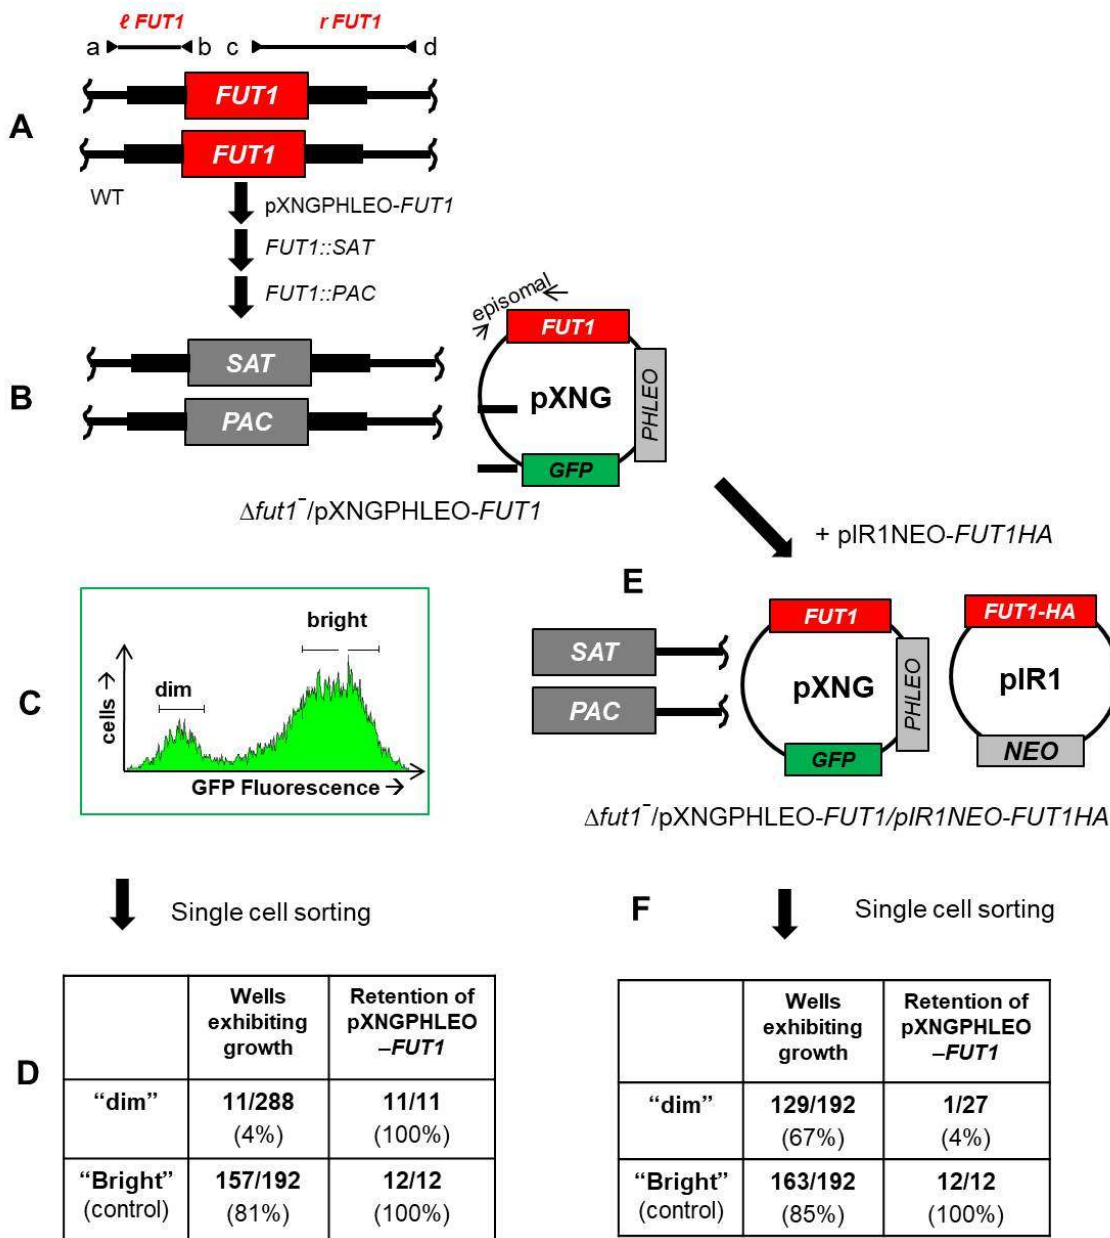 ℓ FUT1
r FUT1
a
b
c
d
A
FUT1
FUT1
WT
pXNGPHLEO-FUT1
FUT1::SAT
FUT1::PAC
B
SAT
PAC
episomal
FUT1
pXNG
PHLEO
GFP
Δfut1⁻/pXNGPHLEO-FUT1
+ pIR1NEO-FUT1HA
C
cells →
dim
bright
GFP Fluorescence →
E
SAT
PAC
FUT1
pXNG
PHLEO
GFP
FUT1-HA
pIR1
NEO
Δfut1⁻/pXNGPHLEO-FUT1/pIR1NEO-FUT1HA
Single cell sorting
F
Single cell sorting
D
Wells
exhibiting
growth
Retention of
pXNGPHLEO
–FUT1
“dim”
11/288
(4%)
11/11
(100%)
“Bright”
(control)
157/192
(81%)
12/12
(100%)
Wells
exhibiting
growth
Retention of
pXNGPHLEO
–FUT1
“dim”
129/192
(67%)
1/27
(4%)
“Bright”
(control)
163/192
(85%)
12/12
(100%)